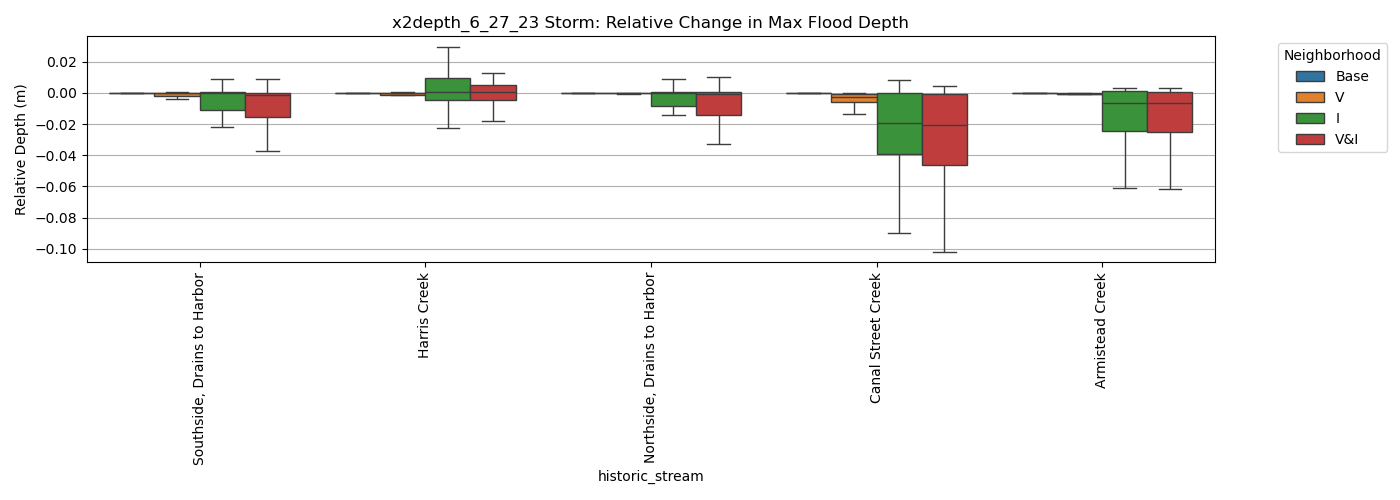 x2depth_6_27_23 Storm: Relative Change in Max Flood Depth
Relative Depth (m)
0.02
0.00
−0.02
−0.04
−0.06
−0.08
−0.10
Southside, Drains to Harbor
Harris Creek
Northside, Drains to Harbor
Canal Street Creek
Armistead Creek
historic_stream
Neighborhood
Base
V
I
V&I